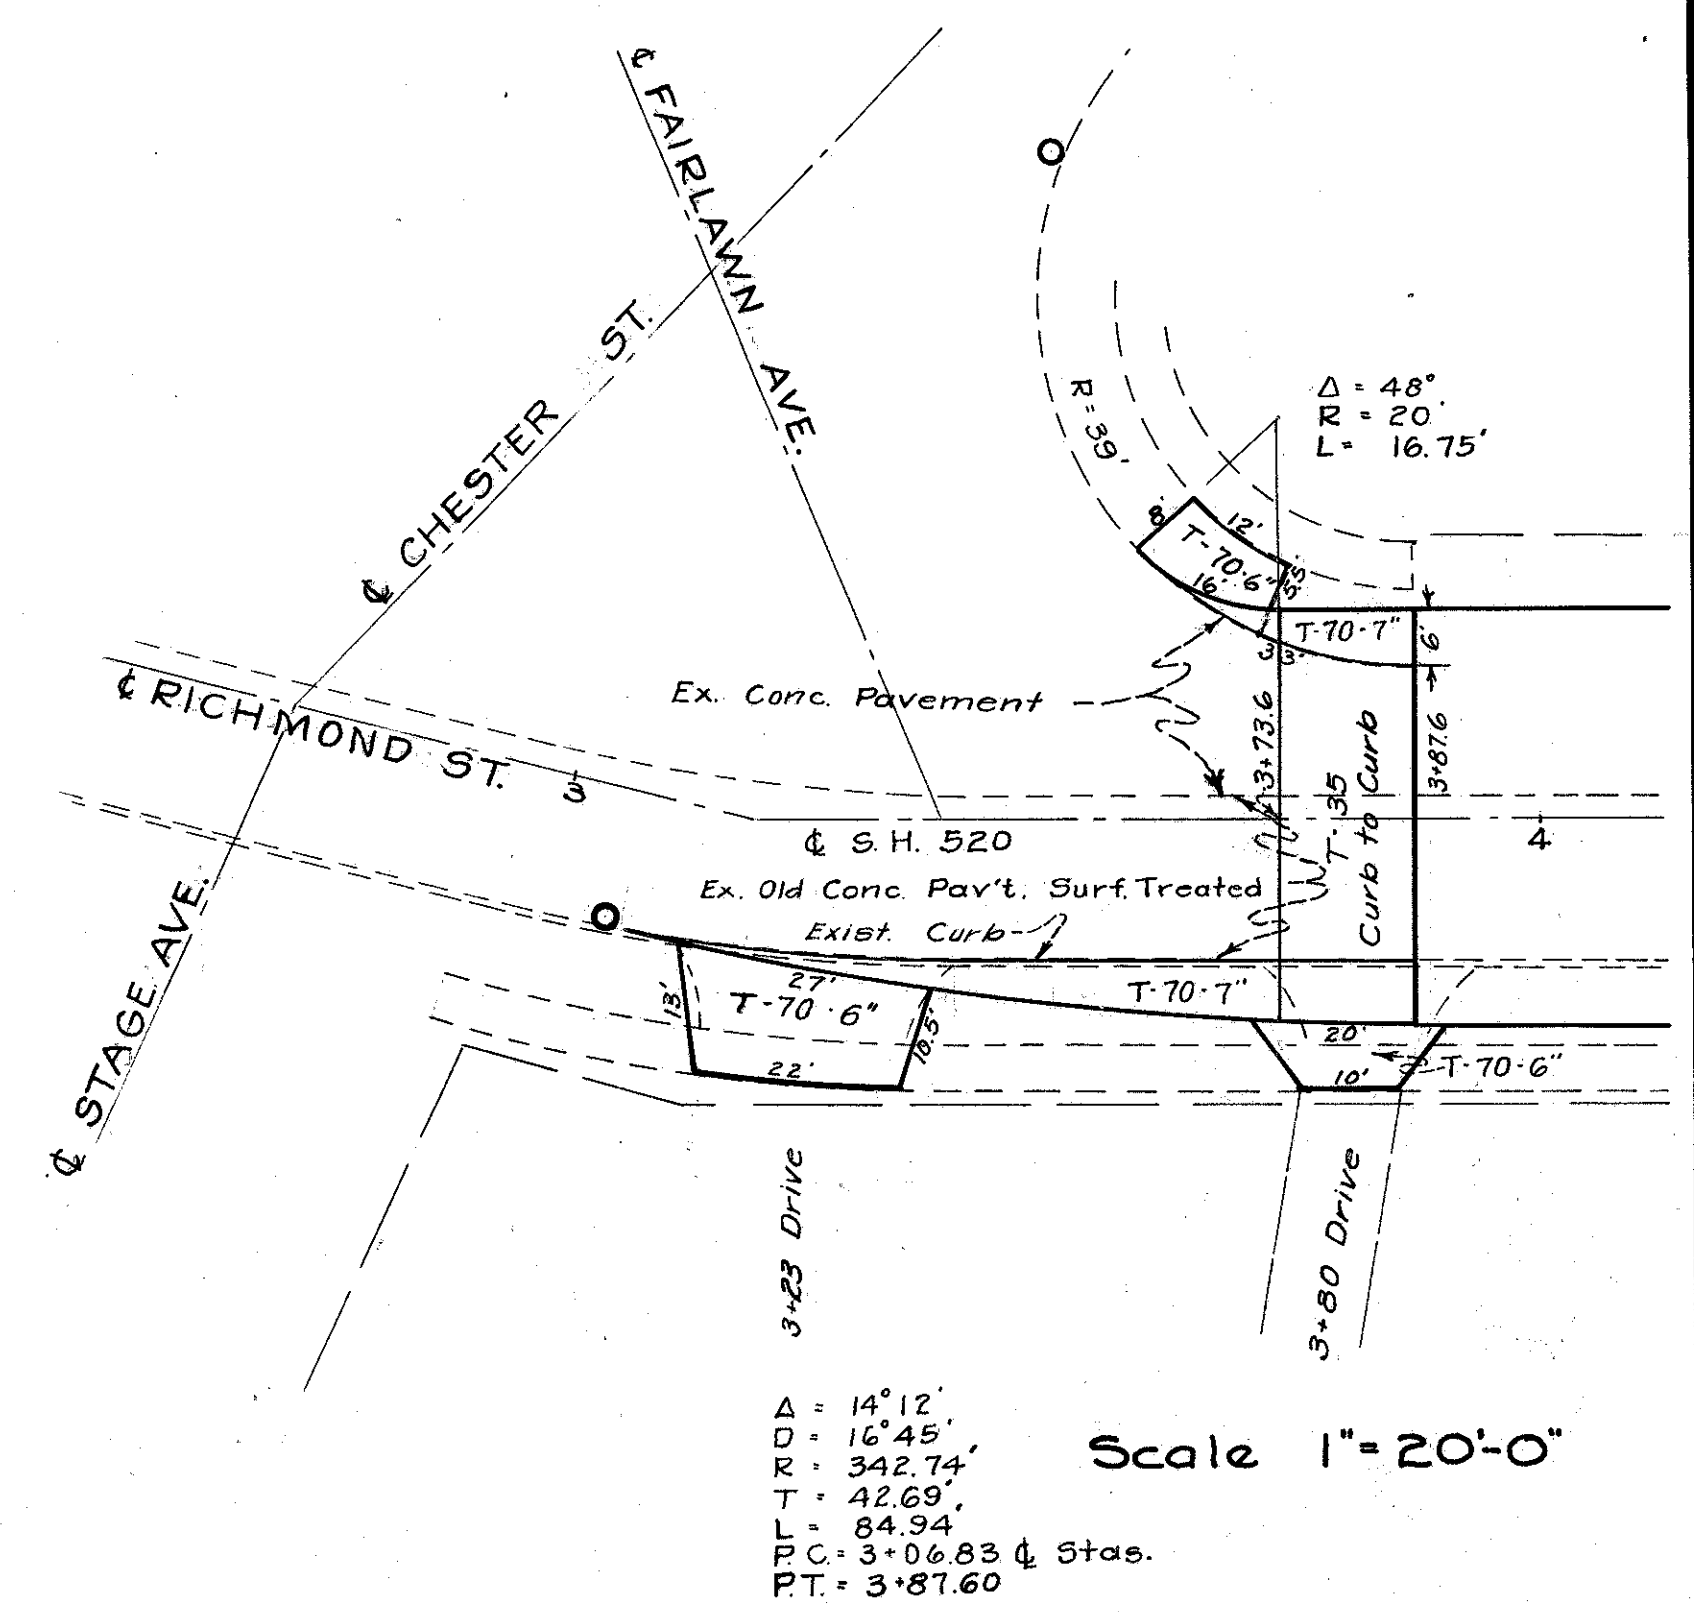 ℄ FAIRLAWN AVE.
℄ CHESTER ST.
R=39'
Δ = 48°
R = 20'
L = 16.75'
8'
12'
T-70-6"
16'
5.5'
T-70-7"
6'
3'
3+73.6
3+87.6
Ex. Conc. Pavement
℄ RICHMOND ST.
3
T-35
Curb to Curb
℄ S.H. 520
4
Ex. Old Conc. Pav't. Surf. Treated
Exist. Curb
℄ STAGE AVE.
13'
27'
T-70-6"
10.5'
22'
T-70-7"
20'
T-70-6"
10'
3+23 Drive
3+80 Drive
Δ = 14° 12'
D = 16° 45'
R = 342.74'
T = 42.69'
L = 84.94'
P.C. = 3+06.83 ℄ Stas.
P.T. = 3+87.60
Scale 1"=20'-0"